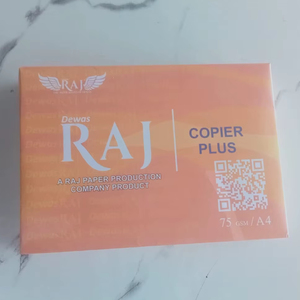 RAJ
Dewas
RAJ
A RAJ PAPER PRODUCTION
COMPANY PRODUCT
COPIER
PLUS
75 GSM / A4